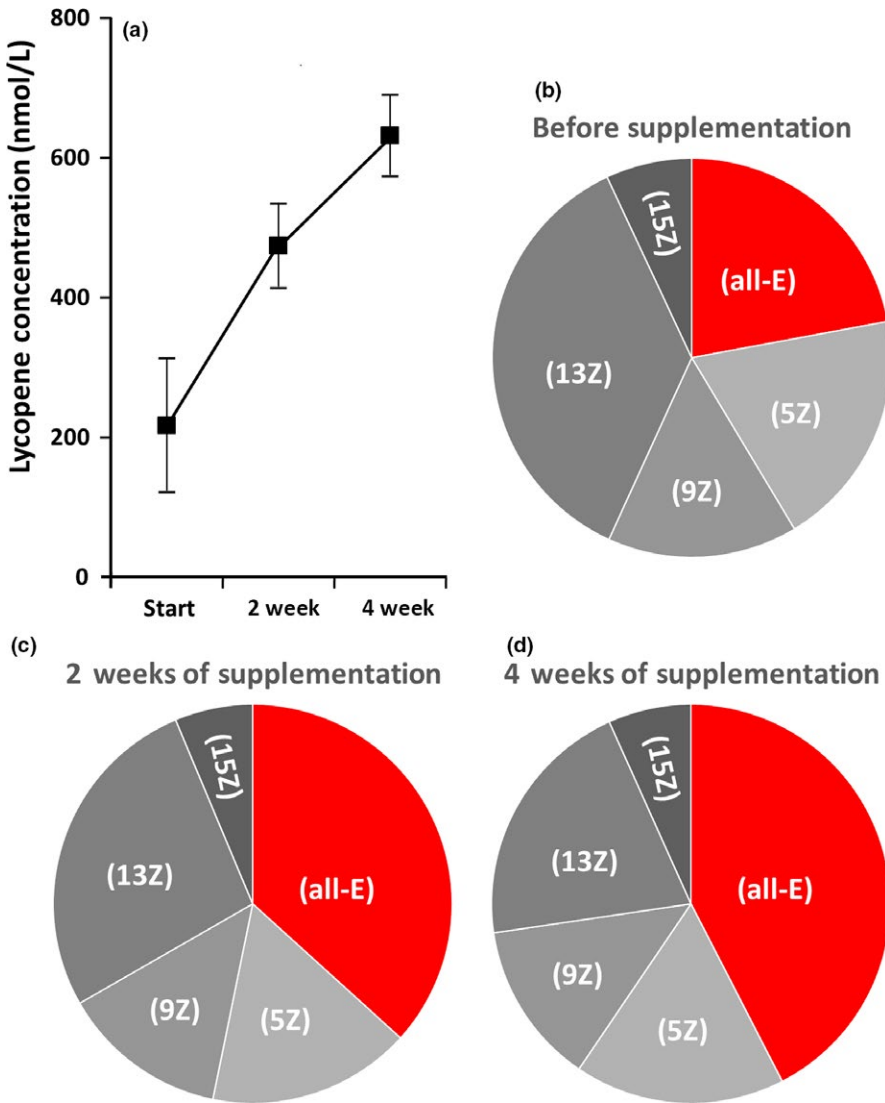 (a)
Lycopene concentration (nmol/L)
800
600
400
200
0
Start 2 week 4 week
(b)
Before supplementation
(15Z)
(all-E)
(13Z)
(5Z)
(9Z)
(c)
2 weeks of supplementation
(15Z)
(13Z)
(all-E)
(9Z)
(5Z)
(d)
4 weeks of supplementation
(15Z)
(13Z)
(all-E)
(9Z)
(5Z)